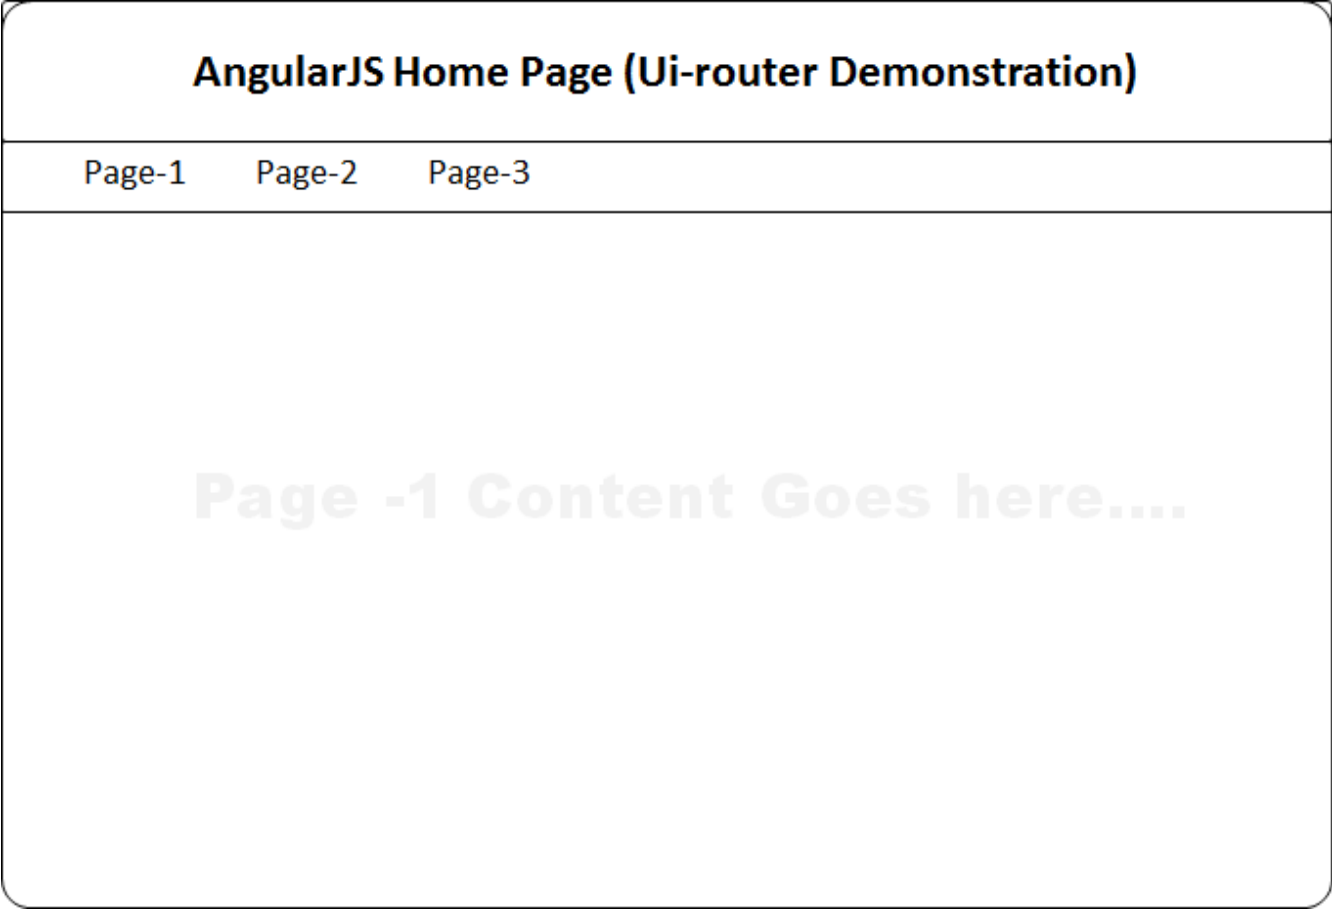 AngularJS Home Page (Ui-router Demonstration)
Page-1 Page-2 Page-3
Page -1 Content Goes here....